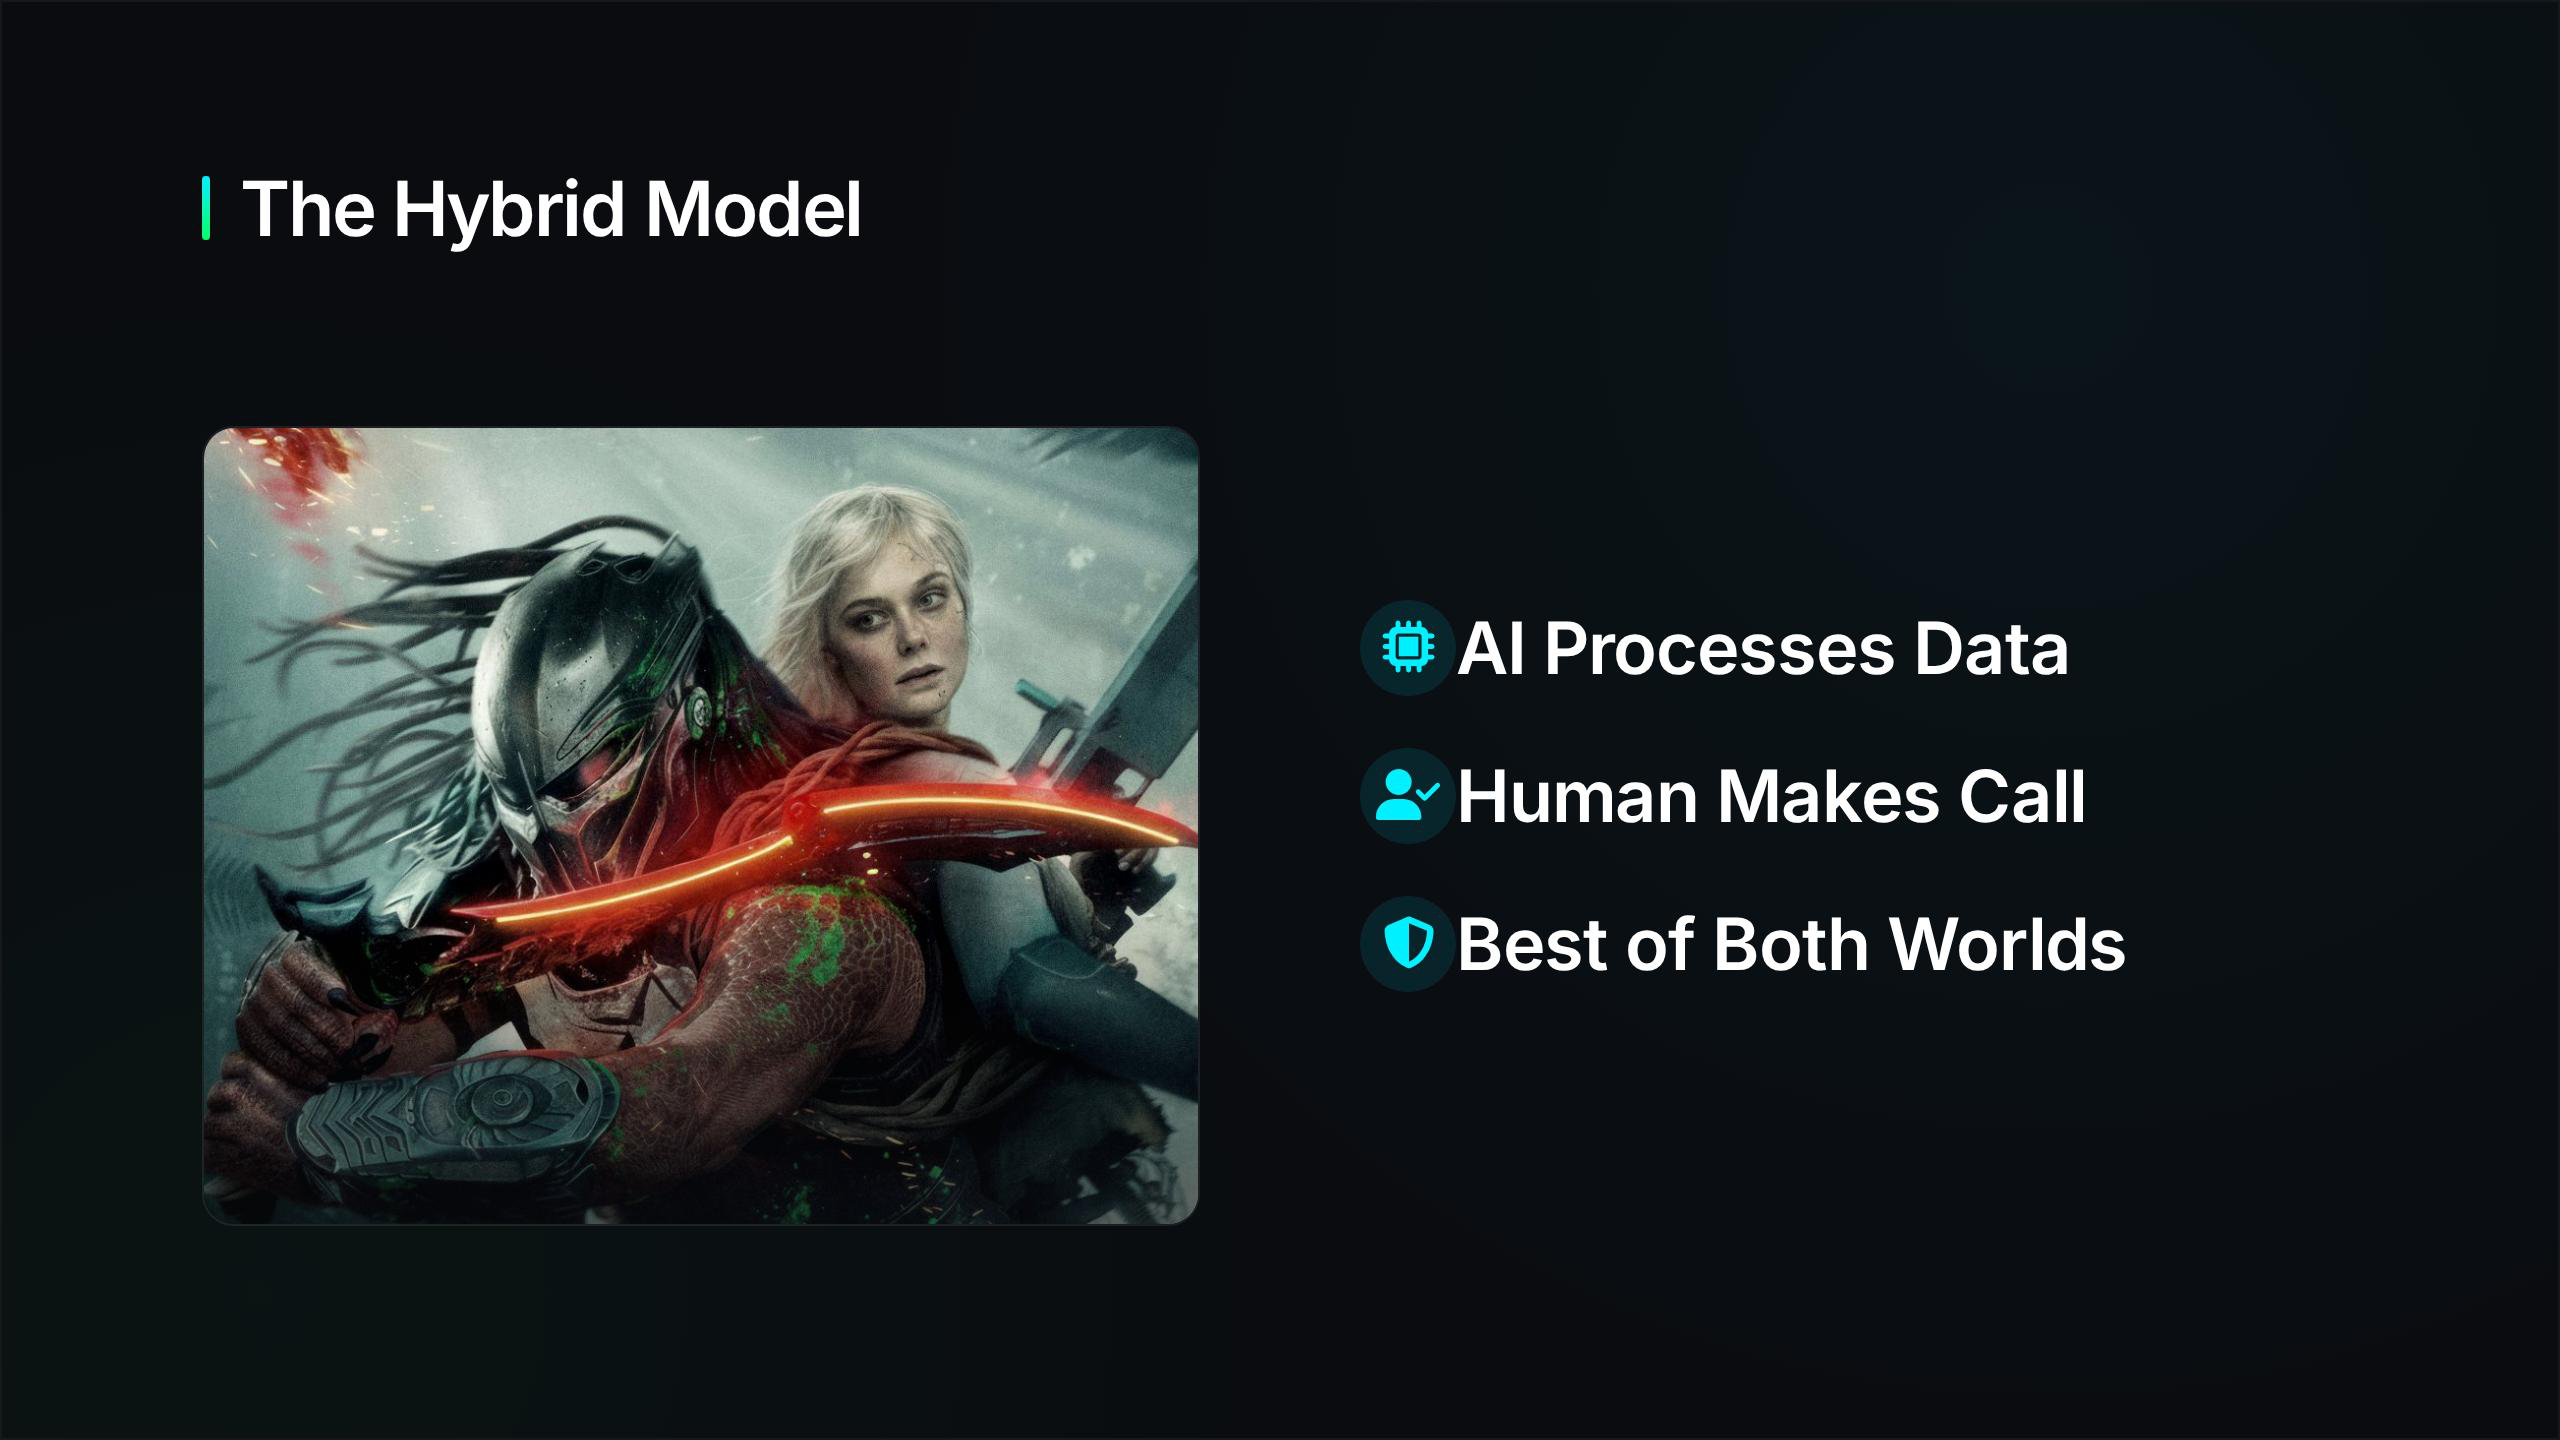 The Hybrid Model
AI Processes Data
Human Makes Call
Best of Both Worlds